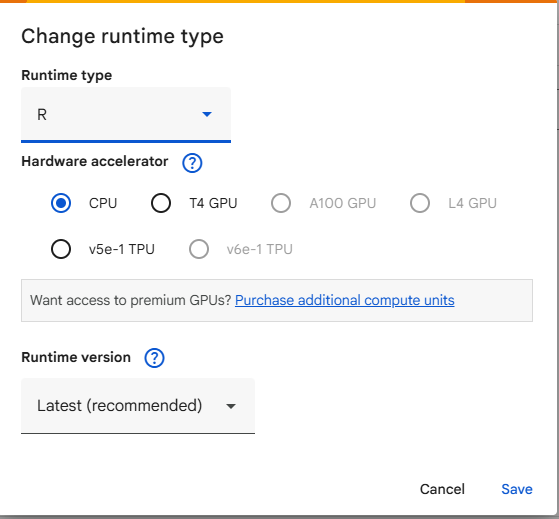 Change runtime type
Runtime type
R
Hardware accelerator ?
CPU T4 GPU A100 GPU L4 GPU
v5e-1 TPU v6e-1 TPU
Want access to premium GPUs? Purchase additional compute units
Runtime version ?
Latest (recommended)
Cancel Save